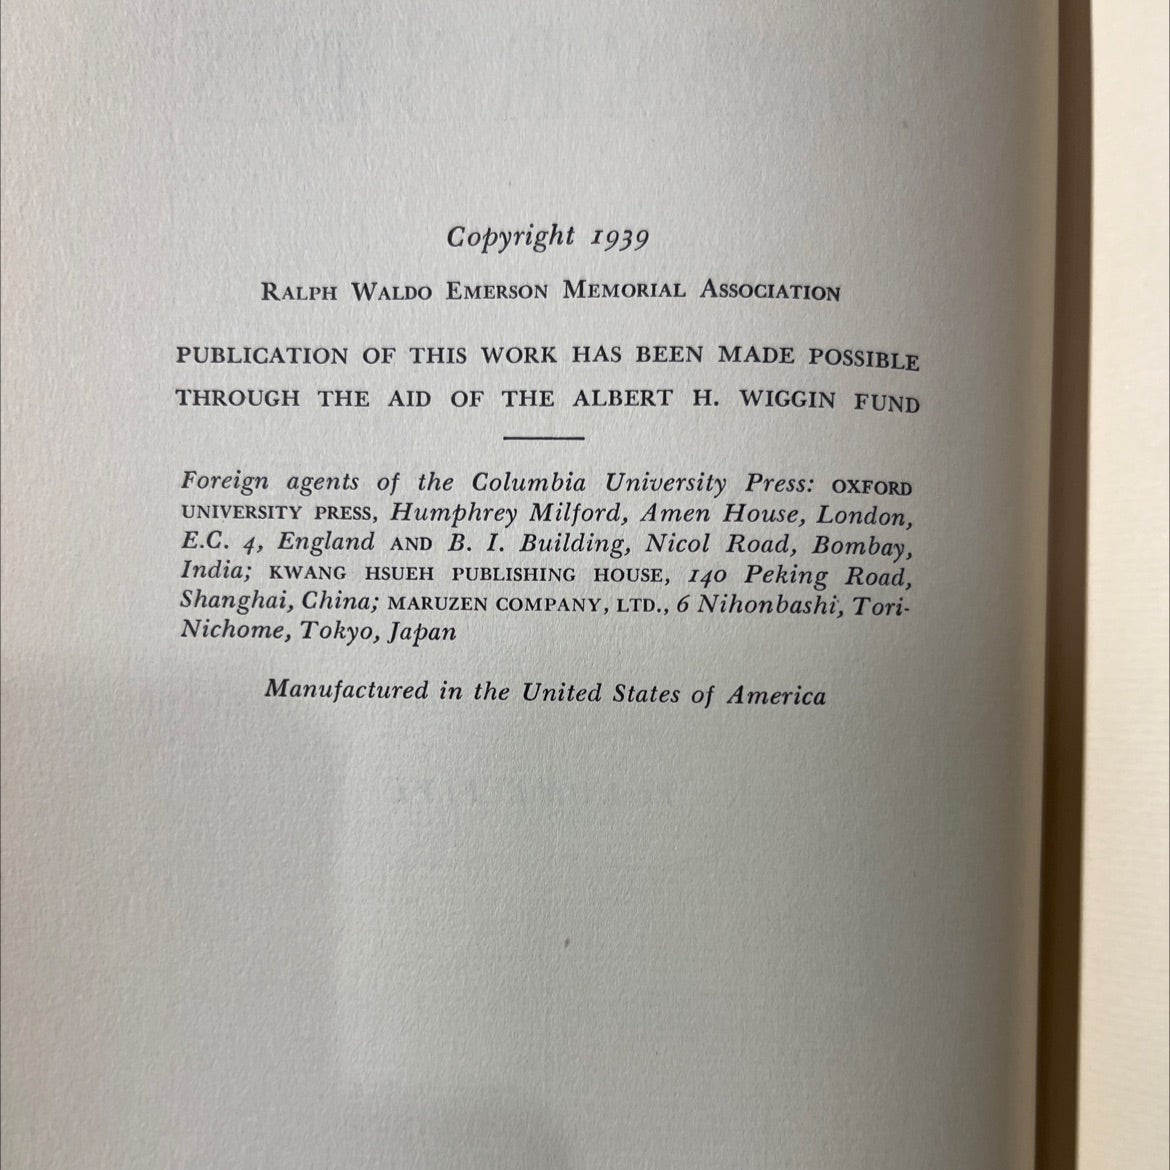 Copyright 1939
RALPH WALDO EMERSON MEMORIAL ASSOCIATION
PUBLICATION OF THIS WORK HAS BEEN MADE POSSIBLE
THROUGH THE AID OF THE ALBERT H. WIGGIN FUND
Foreign agents of the Columbia University Press: OXFORD
UNIVERSITY PRESS, Humphrey Milford, Amen House, London,
E.C. 4, England AND B. I. Building, Nicol Road, Bombay,
India; KWANG HSUEH PUBLISHING HOUSE, 140 Peking Road,
Shanghai, China; MARUZEN COMPANY, LTD., 6 Nihonbashi, Tori-
Nichome, Tokyo, Japan
Manufactured in the United States of America